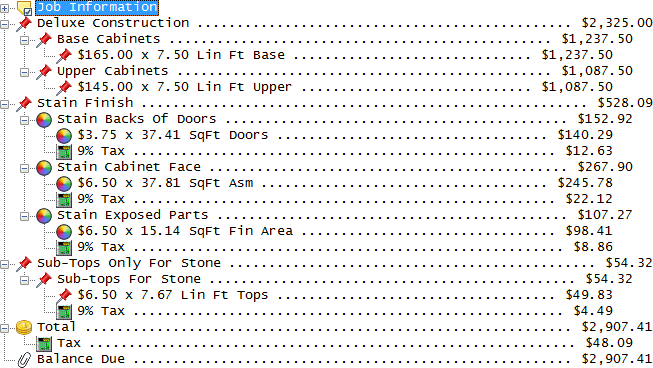 Job Information
Deluxe Construction ........................................ $2,325.00
Base Cabinets ........................................ $1,237.50
$165.00 x 7.50 Lin Ft Base ........................ $1,237.50
Upper Cabinets ....................................... $1,087.50
$145.00 x 7.50 Lin Ft Upper ....................... $1,087.50
Stain Finish ................................................. $528.09
Stain Backs Of Doors ................................... $152.92
$3.75 x 37.41 SqFt Doors ............................ $140.29
9% Tax .............................................. $12.63
Stain Cabinet Face ..................................... $267.90
$6.50 x 37.81 SqFt Asm .............................. $245.78
9% Tax .............................................. $22.12
Stain Exposed Parts .................................... $107.27
$6.50 x 15.14 SqFt Fin Area ......................... $98.41
9% Tax .............................................. $8.86
Sub-Tops Only For Stone ...................................... $54.32
Sub-tops For Stone ..................................... $54.32
$6.50 x 7.67 Lin Ft Tops ............................ $49.83
9% Tax .............................................. $4.49
Total ...................................................... $2,907.41
Tax .................................................... $48.09
Balance Due ................................................ $2,907.41